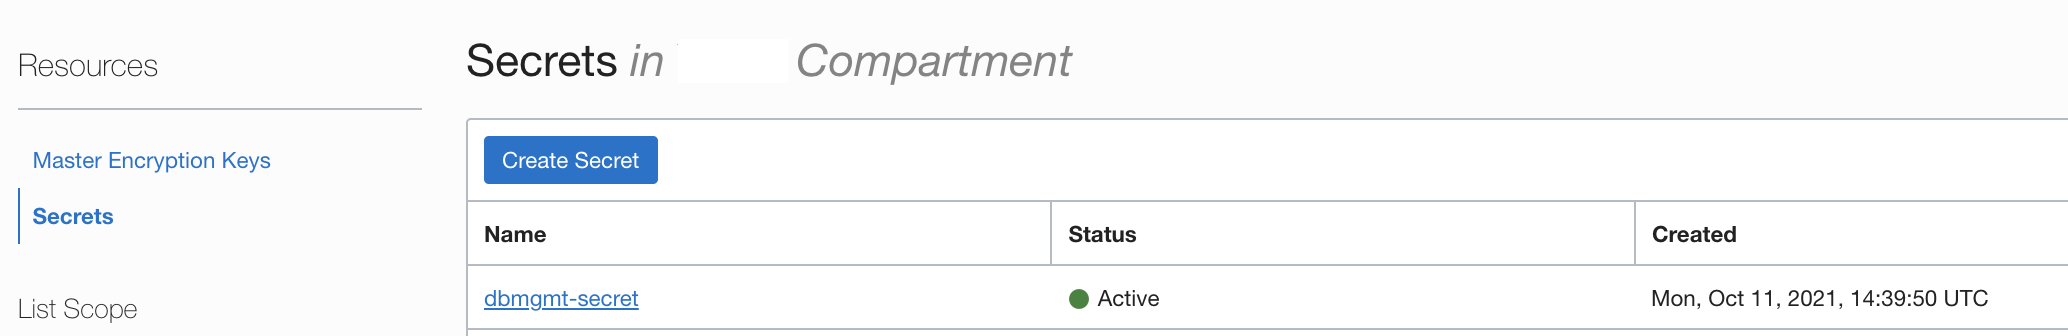 Resources
Master Encryption Keys
Secrets
List Scope
Secrets in Compartment
Create Secret
Name Status Created
dbmgmt-secret Active Mon, Oct 11, 2021, 14:39:50 UTC